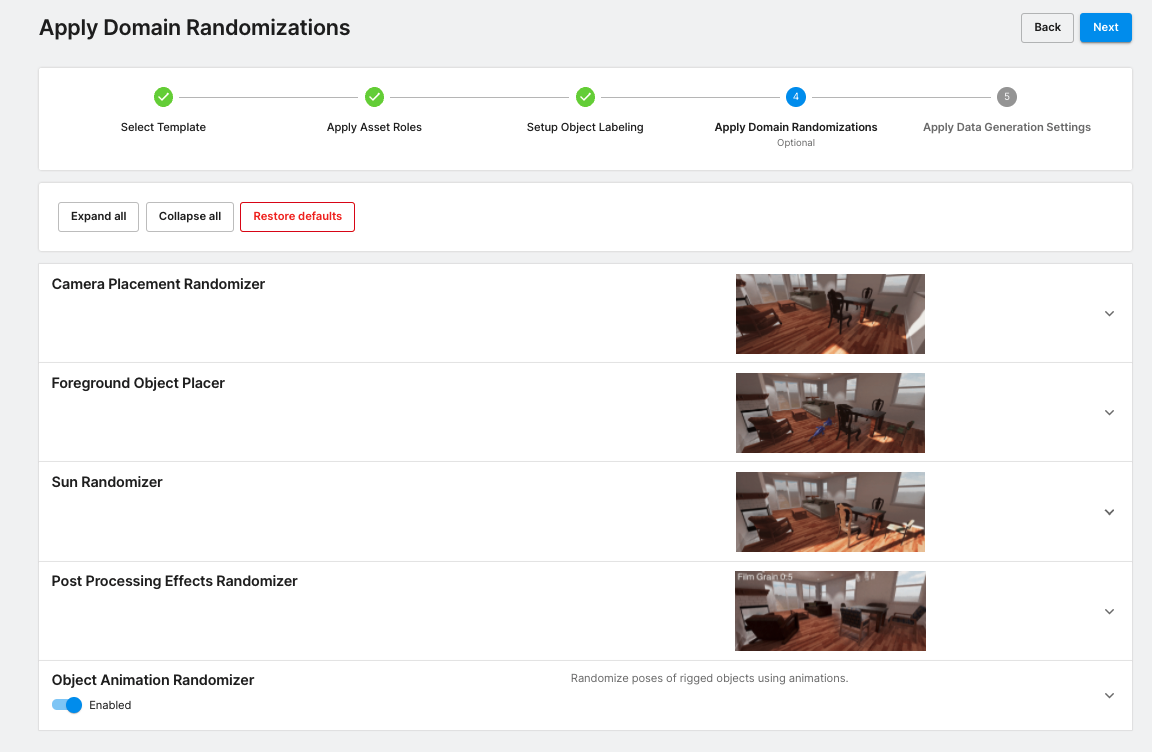 Apply Domain Randomizations
Back
Next
4
5
Select Template
Apply Asset Roles
Setup Object Labeling
Apply Domain Randomizations
Optional
Apply Data Generation Settings
Expand all
Collapse all
Restore defaults
Camera Placement Randomizer
Foreground Object Placer
Sun Randomizer
Post Processing Effects Randomizer
Film Grain 0.5
Object Animation Randomizer
Randomize poses of rigged objects using animations.
Enabled